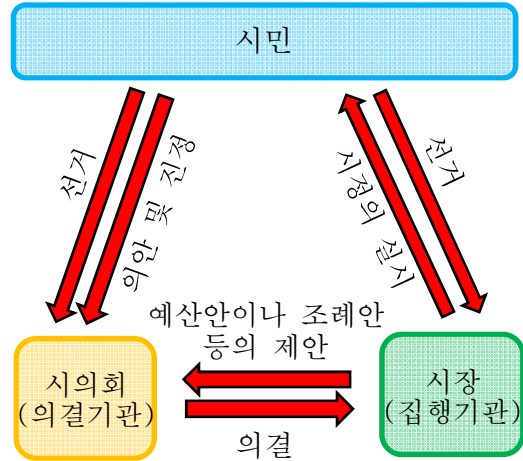 시민
선거
의안 및 진정
시정의 실시
선거
예산안이나 조례안
등의 제안
시의회
(의결기관)
시장
(집행기관)
의결